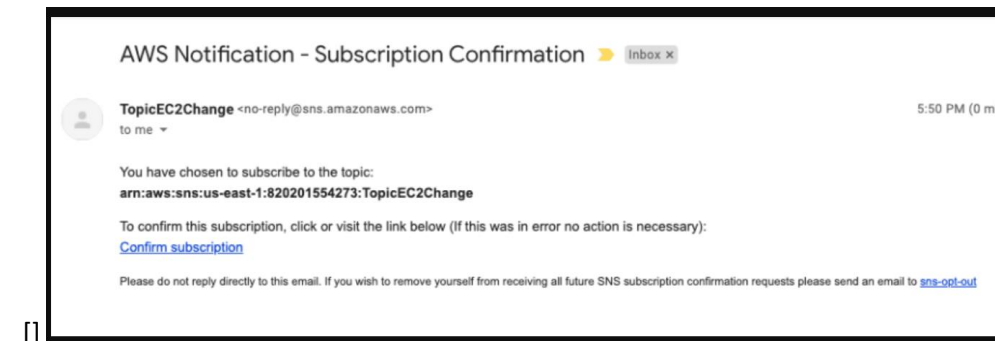 AWS Notification - Subscription Confirmation Inbox ×
TopicEC2Change <no-reply@sns.amazonaws.com> 5:50 PM (0 m
to me
You have chosen to subscribe to the topic:
arn:aws:sns:us-east-1:820201554273:TopicEC2Change
To confirm this subscription, click or visit the link below (If this was in error no action is necessary):
Confirm subscription
Please do not reply directly to this email. If you wish to remove yourself from receiving all future SNS subscription confirmation requests please send an email to sns-opt-out
[]